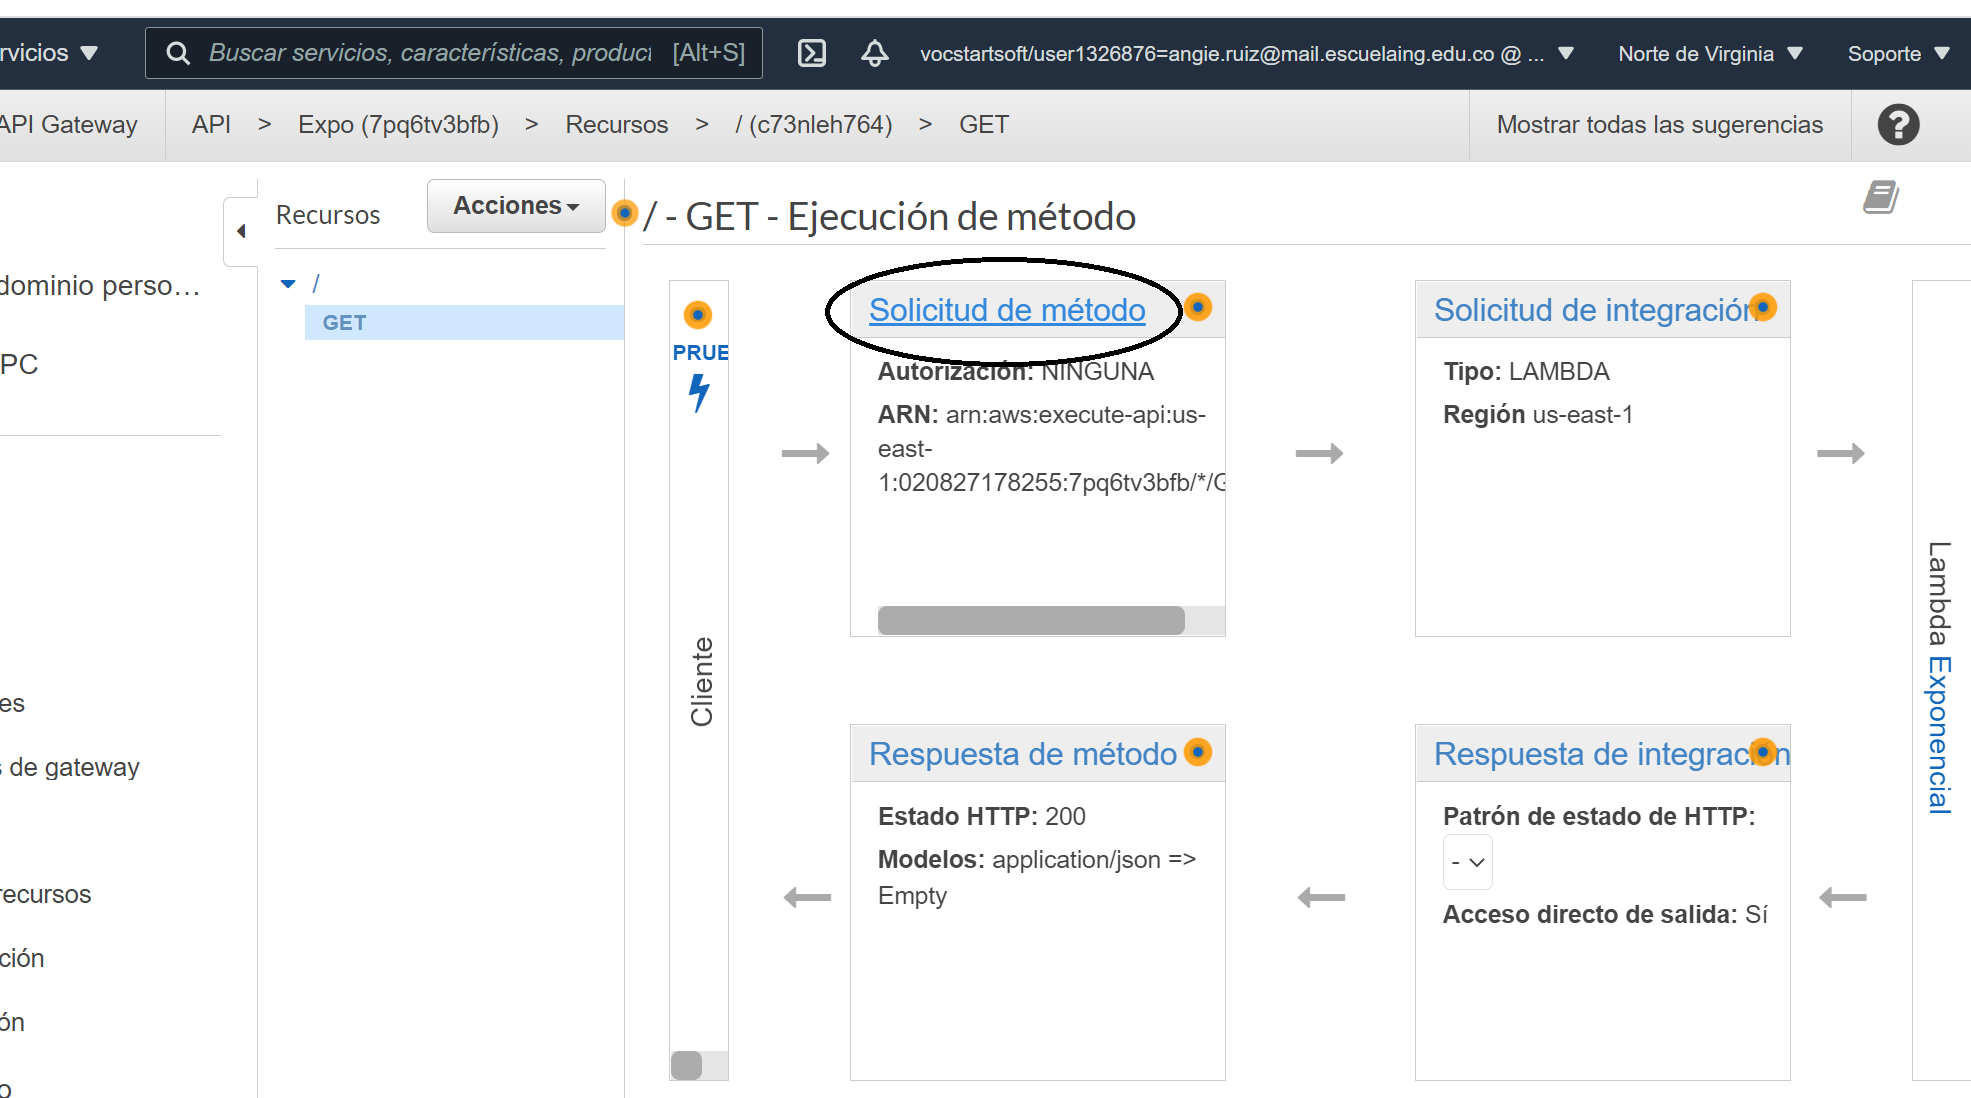 rvicios
Buscar servicios, características, product [Alt+S]
vocstartsoft/user1326876=angie.ruiz@mail.escuelaing.edu.co @ ...
Norte de Virginia
Soporte
API Gateway
API > Expo (7pq6tv3bfb) > Recursos > / (c73nleh764) > GET
Mostrar todas las sugerencias
dominio perso...
PC
es
s de gateway
recursos
ción
ón
o
Recursos
Acciones
/
GET
/ - GET - Ejecución de método
PRUE
Cliente
Solicitud de método
Autorización: NINGUNA
ARN: arn:aws:execute-api:us-
east-
1:020827178255:7pq6tv3bfb/*/G
Solicitud de integración
Tipo: LAMBDA
Región us-east-1
Lambda Exponencial
Respuesta de método
Estado HTTP: 200
Modelos: application/json =>
Empty
Respuesta de integración
Patrón de estado de HTTP:
-
Acceso directo de salida: Sí